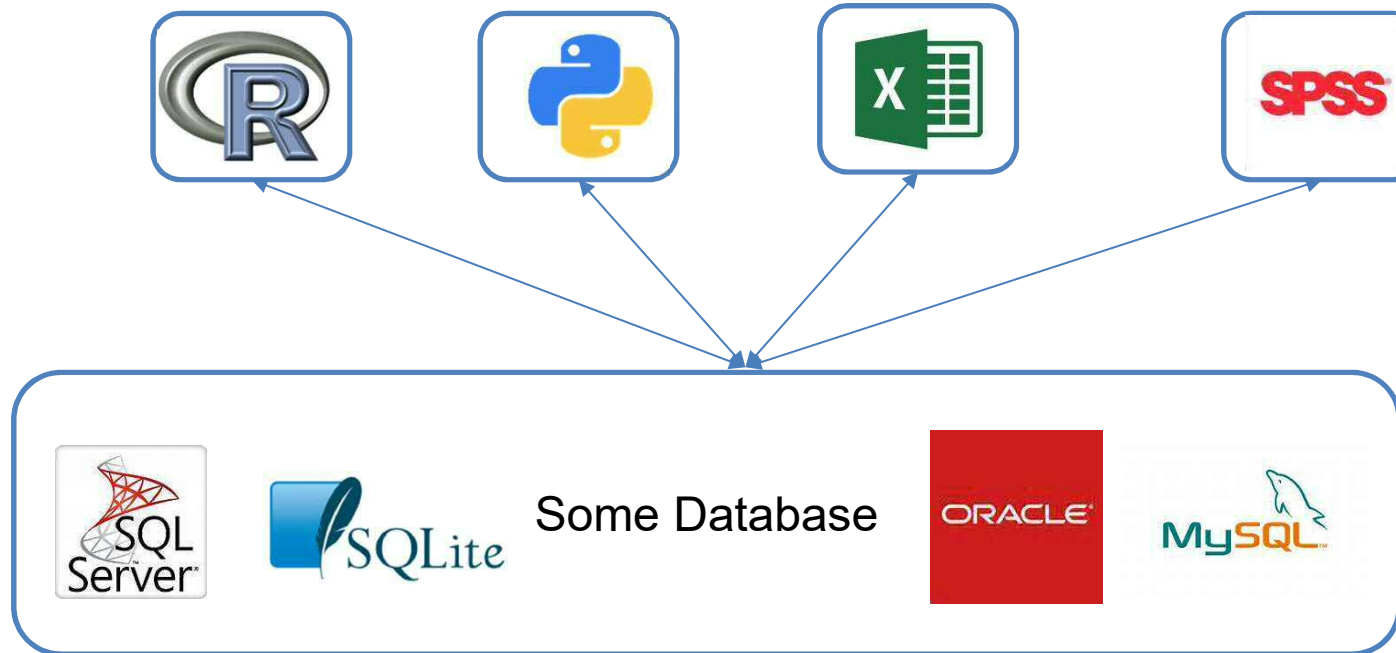 R
X
SPSS
SQL
Server
SQLite
Some Database
ORACLE
MySQL